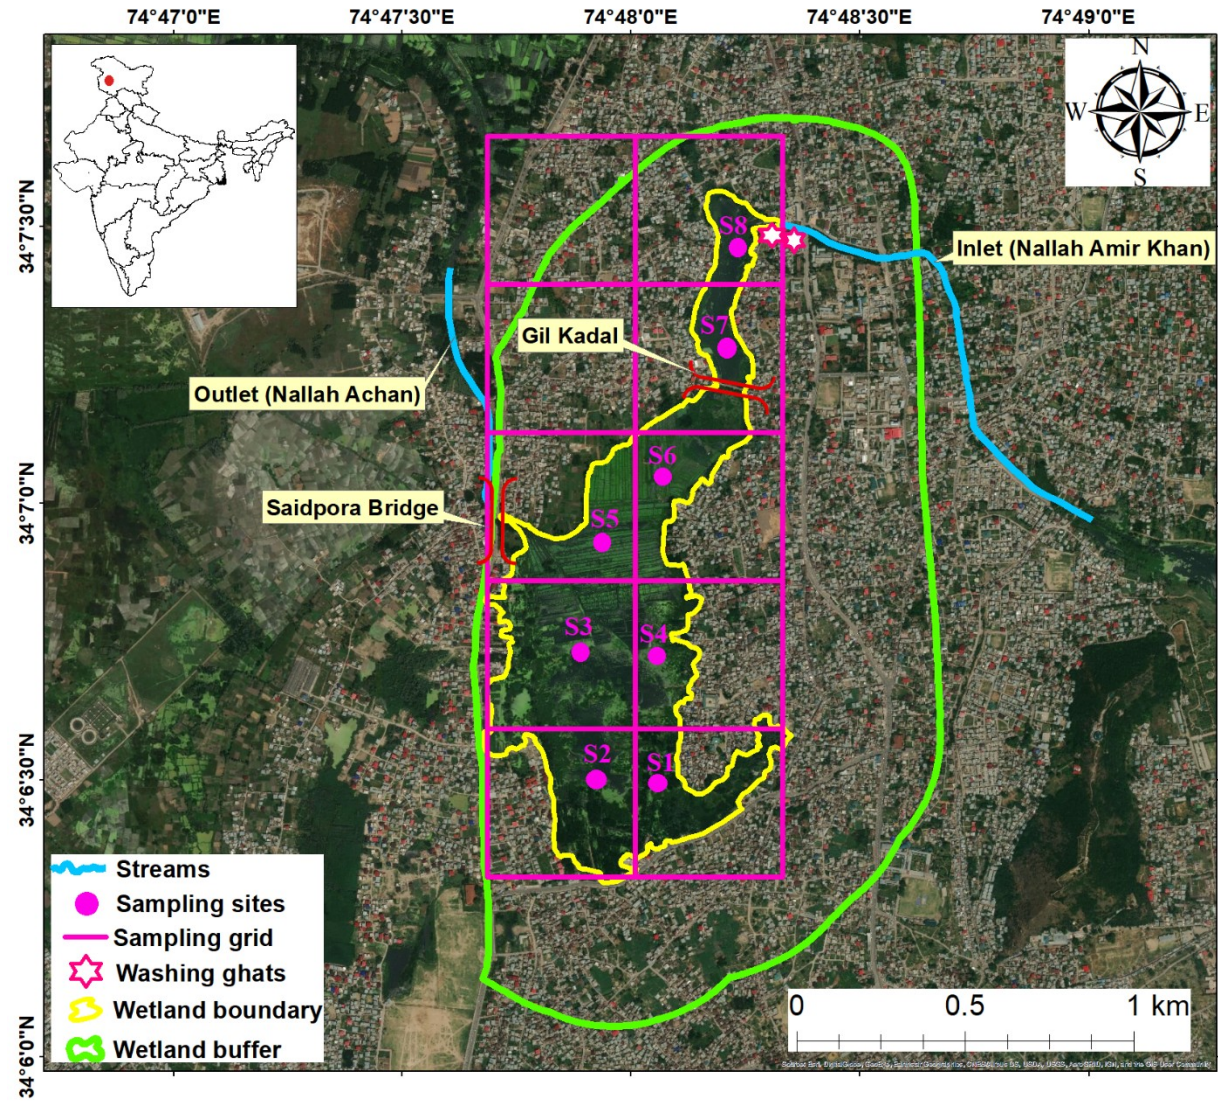 74°47'0"E
74°47'30"E
74°48'0"E
74°48'30"E
74°49'0"E
N
W
E
S
34°7'30"N
S8
Inlet (Nallah Amir Khan)
S7
Gil Kadal
Outlet (Nallah Achan)
S6
34°7'0"N
Saidpora Bridge
S5
S3
S4
S2
S1
34°6'30"N
Streams
Sampling sites
Sampling grid
Washing ghats
Wetland boundary
Wetland buffer
0
0.5
1 km
34°6'0"N